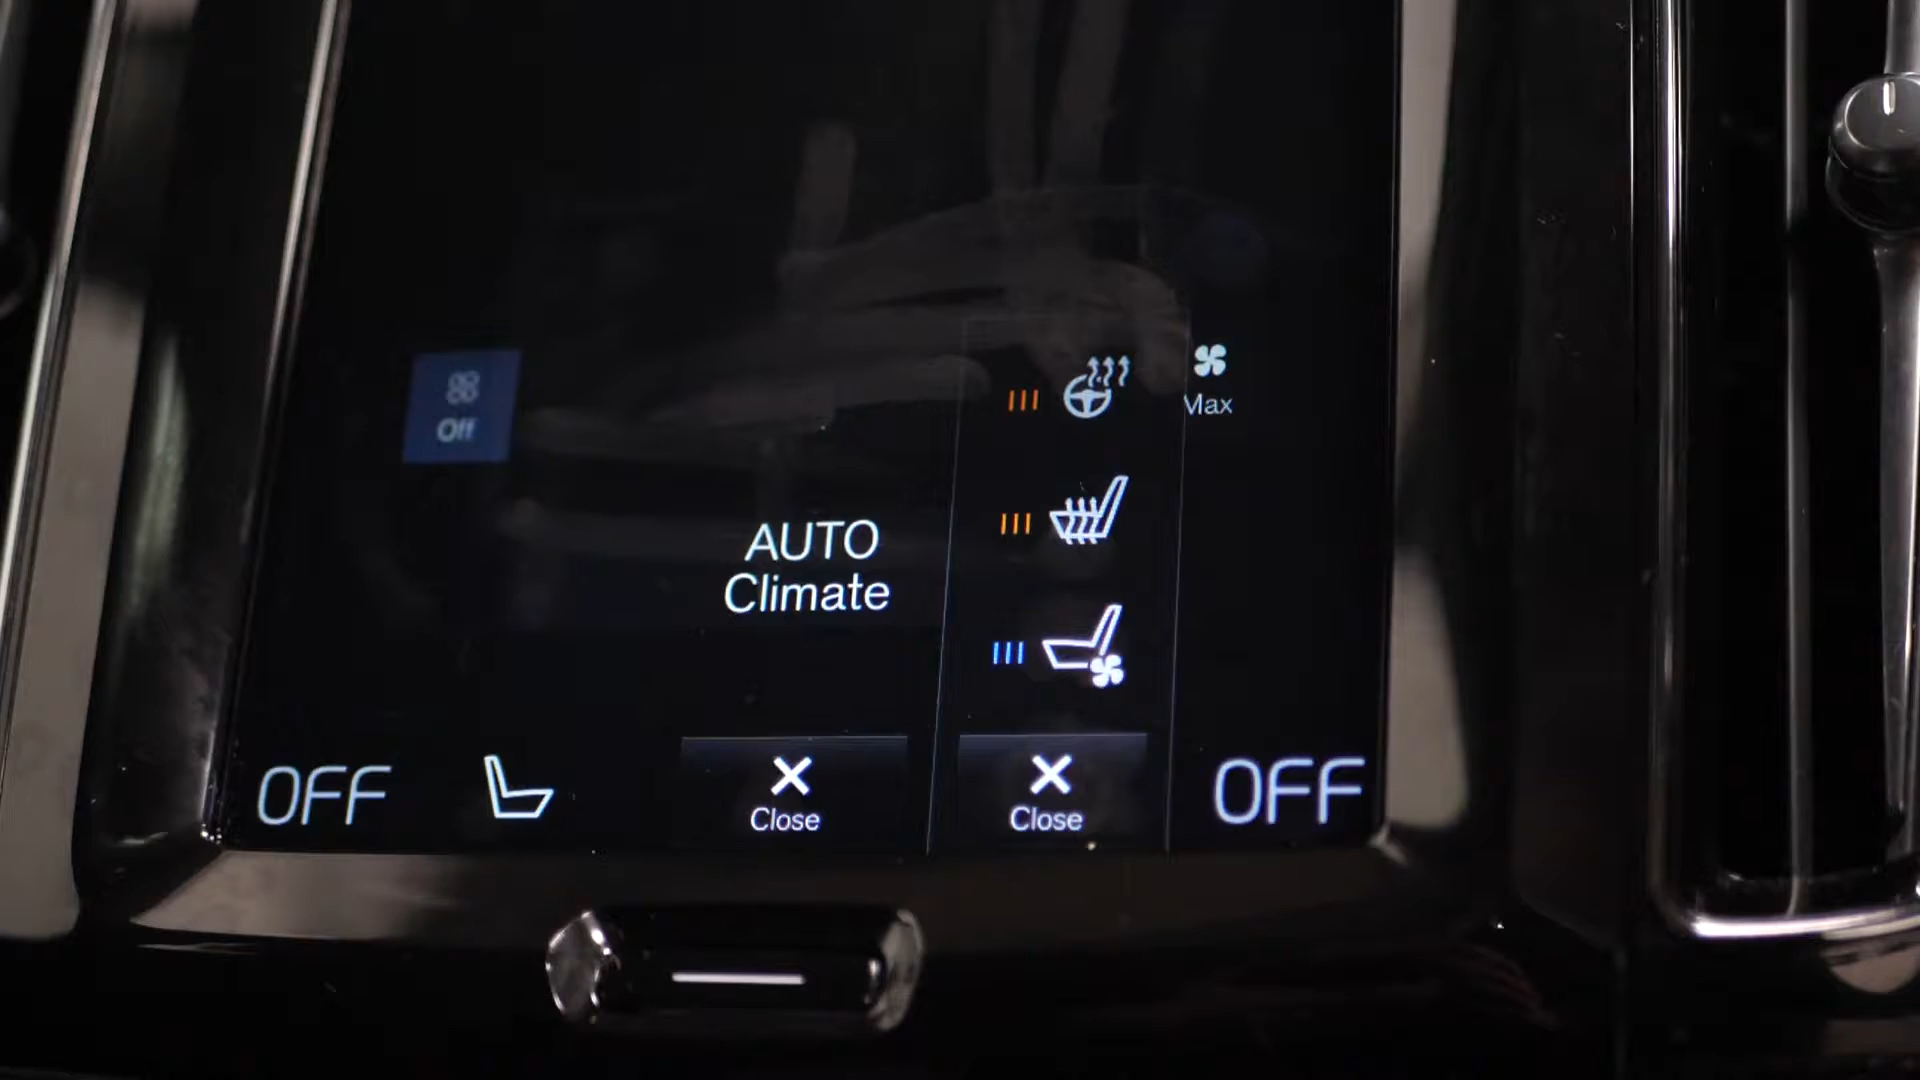 Off
Max
AUTO
Climate
OFF
Close
Close
OFF